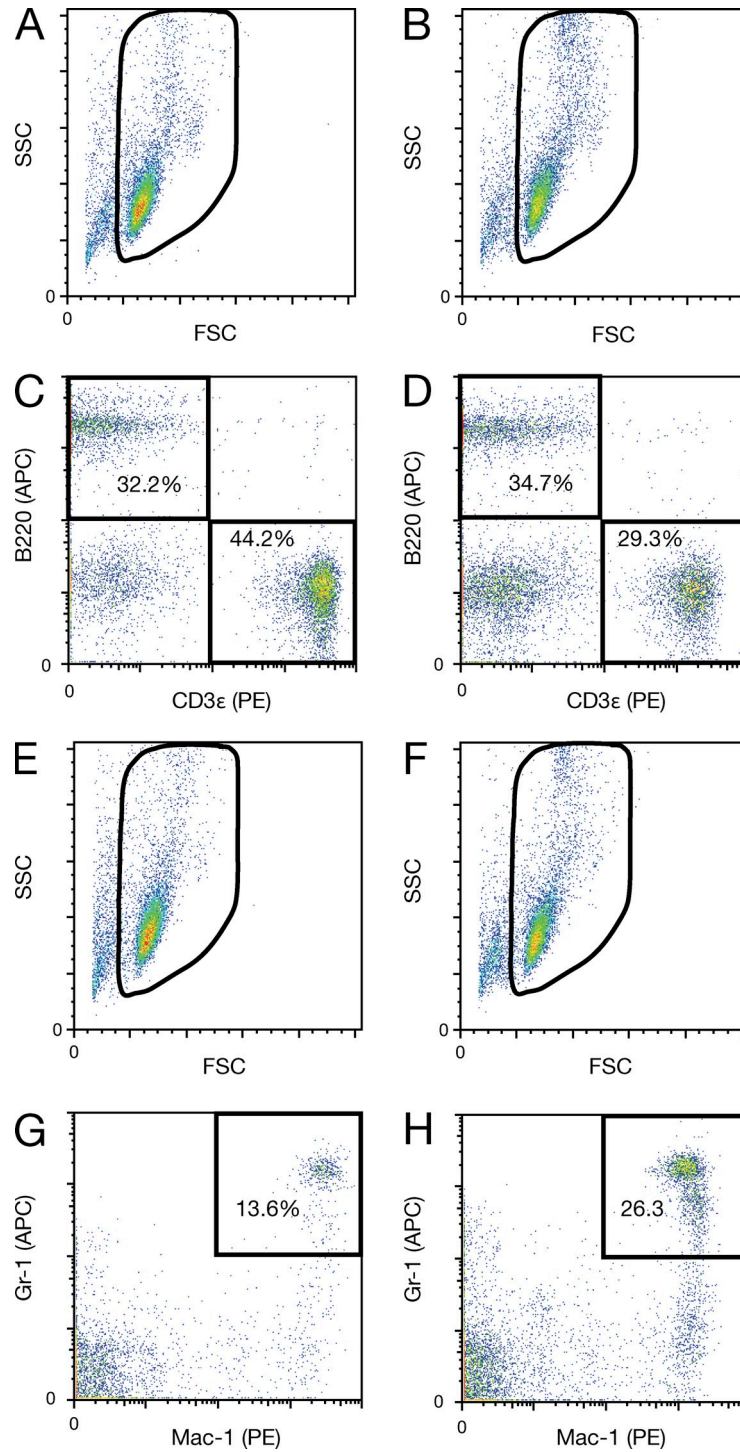 A
B
SSC
SSC
0
0
0
0
FSC
FSC
C
D
B220 (APC)
B220 (APC)
32.2%
34.7%
44.2%
29.3%
0
0
0
0
CD3ε (PE)
CD3ε (PE)
E
F
SSC
SSC
0
0
0
0
FSC
FSC
G
H
Gr-1 (APC)
Gr-1 (APC)
13.6%
26.3
0
0
0
0
Mac-1 (PE)
Mac-1 (PE)